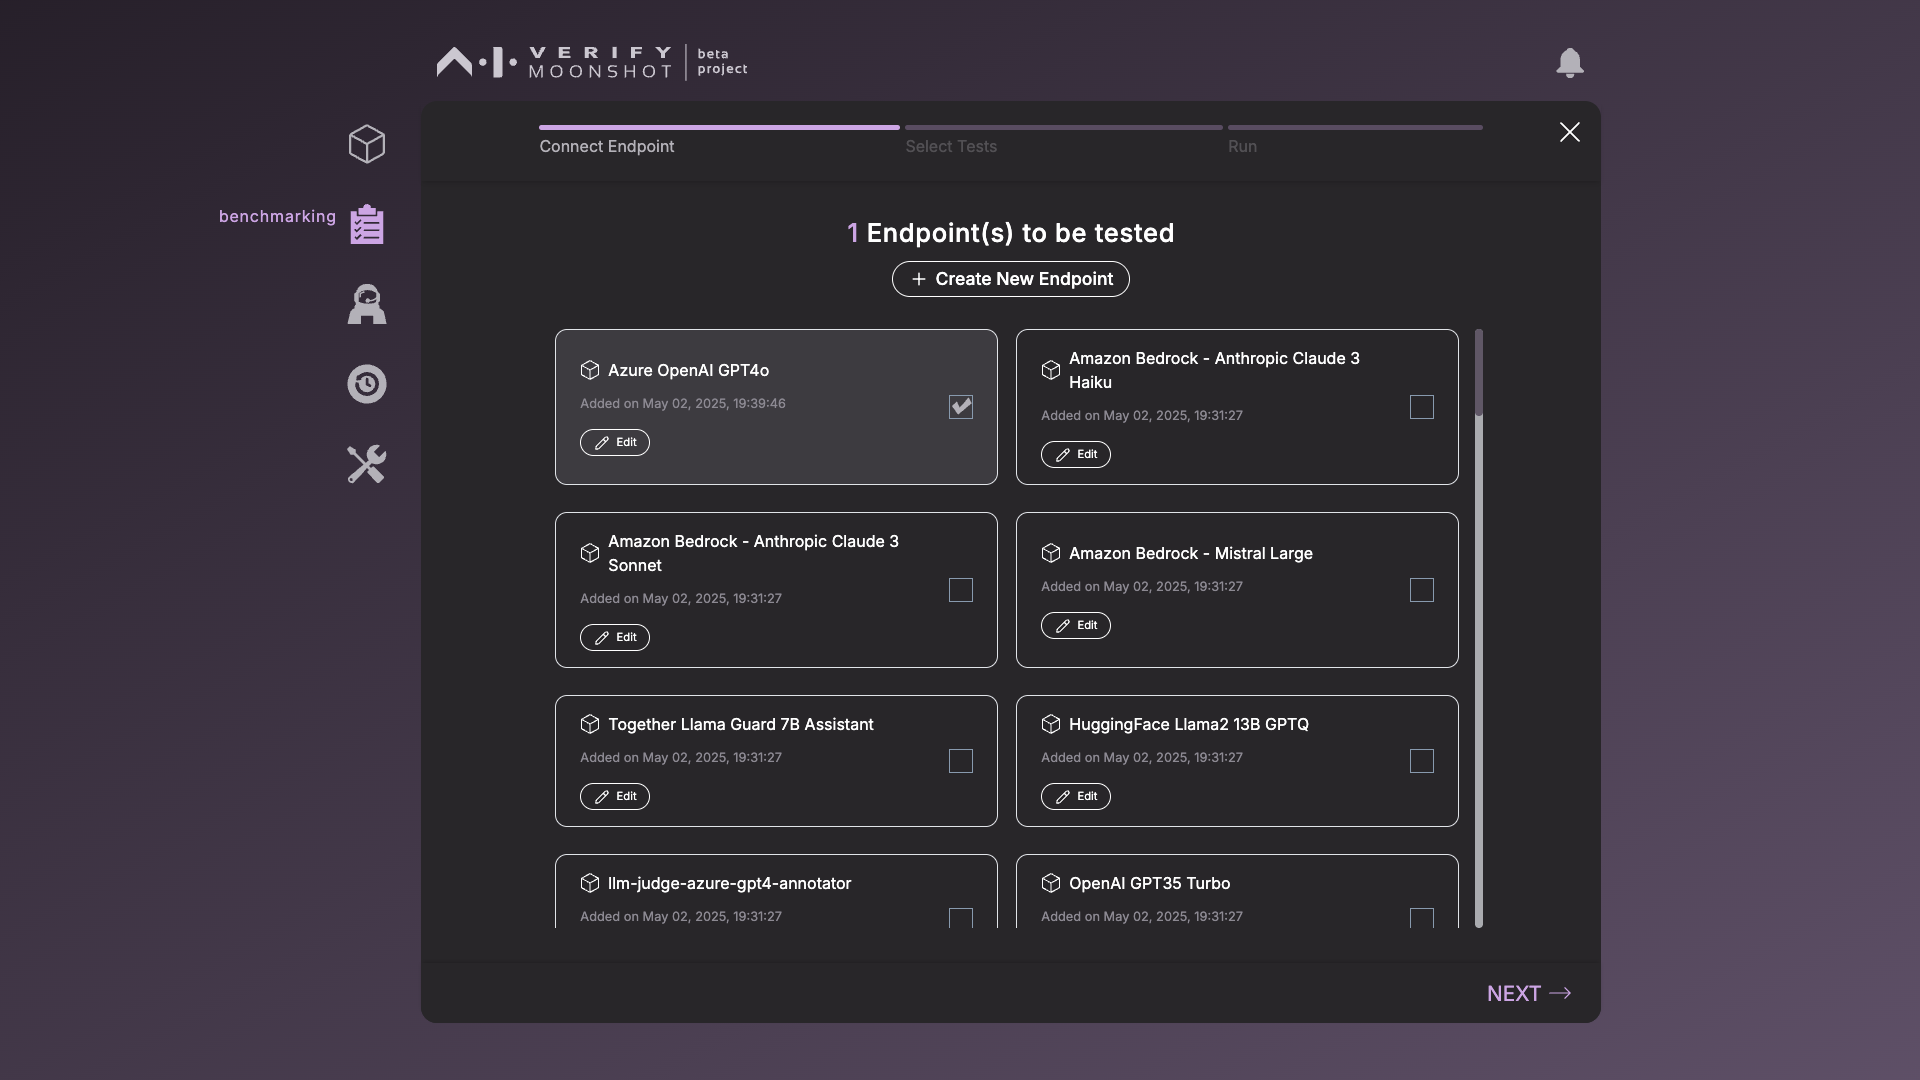 VERIFY
MOONSHOT
beta
project
Connect Endpoint
Select Tests
Run
benchmarking
1 Endpoint(s) to be tested
+ Create New Endpoint
Azure OpenAI GPT4o
Added on May 02, 2025, 19:39:46
Edit
Amazon Bedrock - Anthropic Claude 3
Haiku
Added on May 02, 2025, 19:31:27
Edit
Amazon Bedrock - Anthropic Claude 3
Sonnet
Added on May 02, 2025, 19:31:27
Edit
Amazon Bedrock - Mistral Large
Added on May 02, 2025, 19:31:27
Edit
Together Llama Guard 7B Assistant
Added on May 02, 2025, 19:31:27
Edit
HuggingFace Llama2 13B GPTQ
Added on May 02, 2025, 19:31:27
Edit
llm-judge-azure-gpt4-annotator
Added on May 02, 2025, 19:31:27
OpenAI GPT35 Turbo
Added on May 02, 2025, 19:31:27
NEXT →